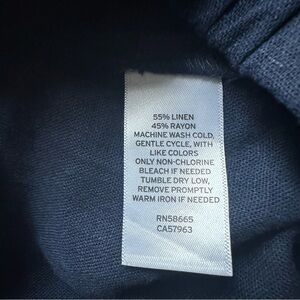 55% LINEN
45% RAYON
MACHINE WASH COLD,
GENTLE CYCLE, WITH
LIKE COLORS
ONLY NON-CHLORINE
BLEACH IF NEEDED
TUMBLE DRY LOW,
REMOVE PROMPTLY
WARM IRON IF NEEDED
RN58665
CA57963